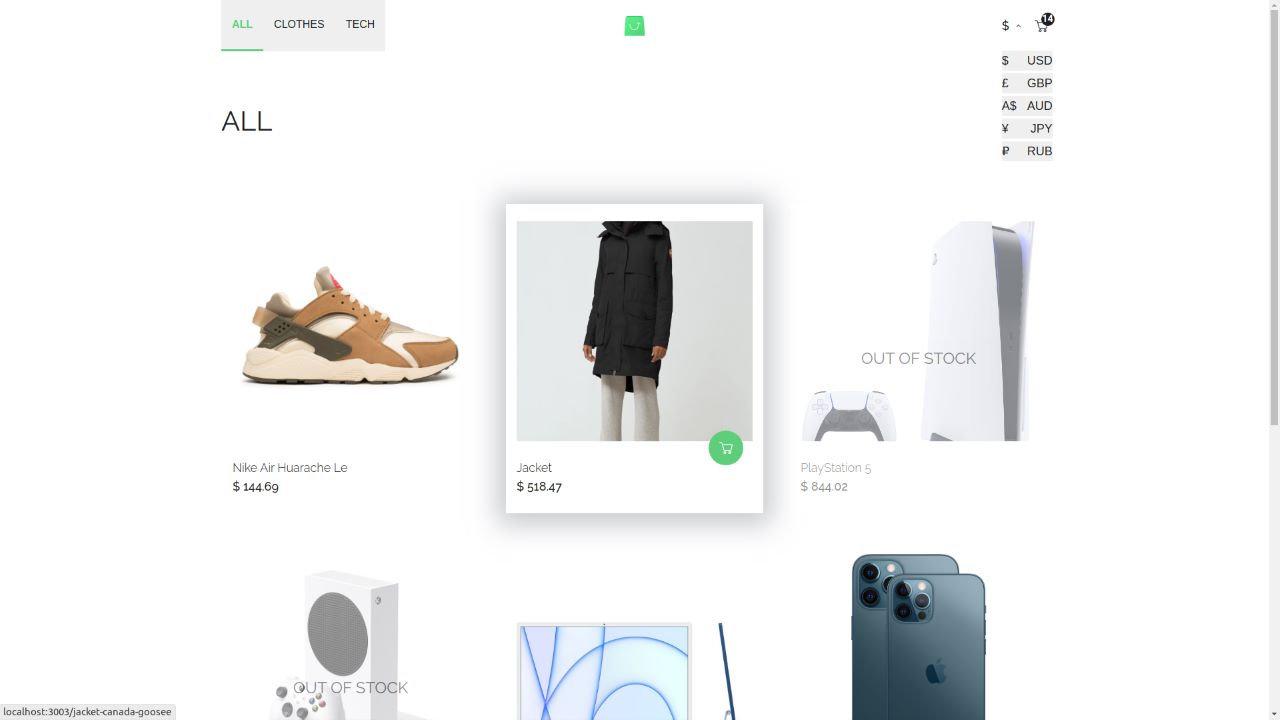 ALL CLOTHES TECH $ 14
$ USD
£ GBP
A$ AUD
¥ JPY
₽ RUB
ALL
OUT OF STOCK
Nike Air Huarache Le Jacket PlayStation 5
$ 144.69 $ 518.47 $ 844.02
OUT OF STOCK
localhost:3003/jacket-canada-goosee